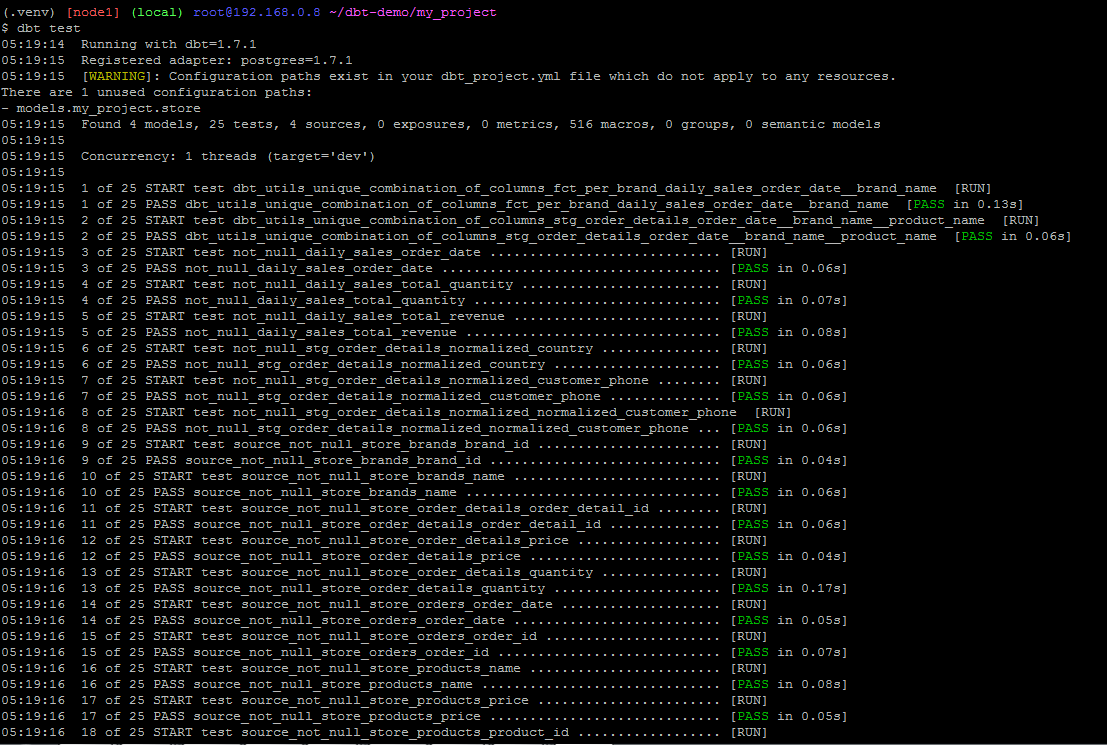 (.venv) [node1] (local) root@192.168.0.8 ~/dbt-demo/my_project
$ dbt test
05:19:14  Running with dbt=1.7.1
05:19:15  Registered adapter: postgres=1.7.1
05:19:15  [WARNING]: Configuration paths exist in your dbt_project.yml file which do not apply to any resources.
There are 1 unused configuration paths:
- models.my_project.store
05:19:15  Found 4 models, 25 tests, 4 sources, 0 exposures, 0 metrics, 516 macros, 0 groups, 0 semantic models
05:19:15
05:19:15  Concurrency: 1 threads (target='dev')
05:19:15
05:19:15  1 of 25 START test dbt_utils_unique_combination_of_columns_fct_per_brand_daily_sales_order_date__brand_name  [RUN]
05:19:15  1 of 25 PASS dbt_utils_unique_combination_of_columns_fct_per_brand_daily_sales_order_date__brand_name  [PASS in 0.13s]
05:19:15  2 of 25 START test dbt_utils_unique_combination_of_columns_stg_order_details_order_date__brand_name__product_name  [RUN]
05:19:15  2 of 25 PASS dbt_utils_unique_combination_of_columns_stg_order_details_order_date__brand_name__product_name  [PASS in 0.06s]
05:19:15  3 of 25 START test not_null_daily_sales_order_date ............................. [RUN]
05:19:15  3 of 25 PASS not_null_daily_sales_order_date ................................... [PASS in 0.06s]
05:19:15  4 of 25 START test not_null_daily_sales_total_quantity ......................... [RUN]
05:19:15  4 of 25 PASS not_null_daily_sales_total_quantity ............................... [PASS in 0.07s]
05:19:15  5 of 25 START test not_null_daily_sales_total_revenue .......................... [RUN]
05:19:15  5 of 25 PASS not_null_daily_sales_total_revenue ................................ [PASS in 0.08s]
05:19:15  6 of 25 START test not_null_stg_order_details_normalized_country ............... [RUN]
05:19:15  6 of 25 PASS not_null_stg_order_details_normalized_country ..................... [PASS in 0.06s]
05:19:15  7 of 25 START test not_null_stg_order_details_normalized_customer_phone ........ [RUN]
05:19:16  7 of 25 PASS not_null_stg_order_details_normalized_customer_phone .............. [PASS in 0.06s]
05:19:16  8 of 25 START test not_null_stg_order_details_normalized_normalized_customer_phone  [RUN]
05:19:16  8 of 25 PASS not_null_stg_order_details_normalized_normalized_customer_phone ... [PASS in 0.06s]
05:19:16  9 of 25 START test source_not_null_store_brands_brand_id ....................... [RUN]
05:19:16  9 of 25 PASS source_not_null_store_brands_brand_id ............................. [PASS in 0.04s]
05:19:16  10 of 25 START test source_not_null_store_brands_name .......................... [RUN]
05:19:16  10 of 25 PASS source_not_null_store_brands_name ................................ [PASS in 0.06s]
05:19:16  11 of 25 START test source_not_null_store_order_details_order_detail_id ........ [RUN]
05:19:16  11 of 25 PASS source_not_null_store_order_details_order_detail_id .............. [PASS in 0.06s]
05:19:16  12 of 25 START test source_not_null_store_order_details_price .................. [RUN]
05:19:16  12 of 25 PASS source_not_null_store_order_details_price ........................ [PASS in 0.04s]
05:19:16  13 of 25 START test source_not_null_store_order_details_quantity ............... [RUN]
05:19:16  13 of 25 PASS source_not_null_store_order_details_quantity ..................... [PASS in 0.17s]
05:19:16  14 of 25 START test source_not_null_store_orders_order_date .................... [RUN]
05:19:16  14 of 25 PASS source_not_null_store_orders_order_date .......................... [PASS in 0.05s]
05:19:16  15 of 25 START test source_not_null_store_orders_order_id ...................... [RUN]
05:19:16  15 of 25 PASS source_not_null_store_orders_order_id ............................ [PASS in 0.07s]
05:19:16  16 of 25 START test source_not_null_store_products_name ........................ [RUN]
05:19:16  16 of 25 PASS source_not_null_store_products_name .............................. [PASS in 0.08s]
05:19:16  17 of 25 START test source_not_null_store_products_price ....................... [RUN]
05:19:16  17 of 25 PASS source_not_null_store_products_price ............................. [PASS in 0.05s]
05:19:16  18 of 25 START test source_not_null_store_products_product_id .................. [RUN]